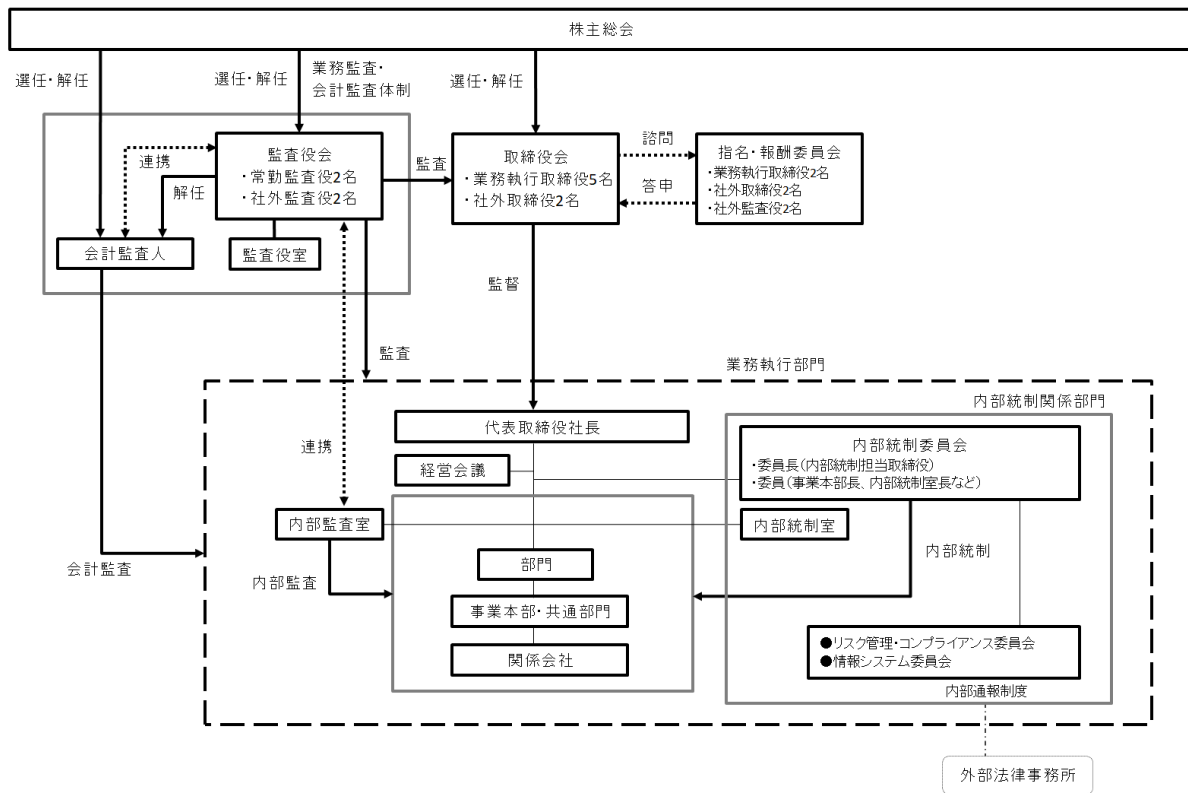 株主総会
選任・解任
選任・解任
業務監査・
会計監査体制
選任・解任
連携
解任
監査役会
・常勤監査役2名
・社外監査役2名
監査
取締役会
・業務執行取締役5名
・社外取締役2名
諮問
答申
指名・報酬委員会
・業務執行取締役2名
・社外取締役2名
・社外監査役2名
会計監査人
監査役室
監督
監査
業務執行部門
内部統制関係部門
代表取締役社長
内部統制委員会
・委員長(内部統制担当取締役)
・委員(事業本部長、内部統制室長など)
連携
経営会議
内部監査室
内部統制室
会計監査
内部監査
部門
内部統制
事業本部・共通部門
関係会社
●リスク管理・コンプライアンス委員会
●情報システム委員会
内部通報制度
外部法律事務所